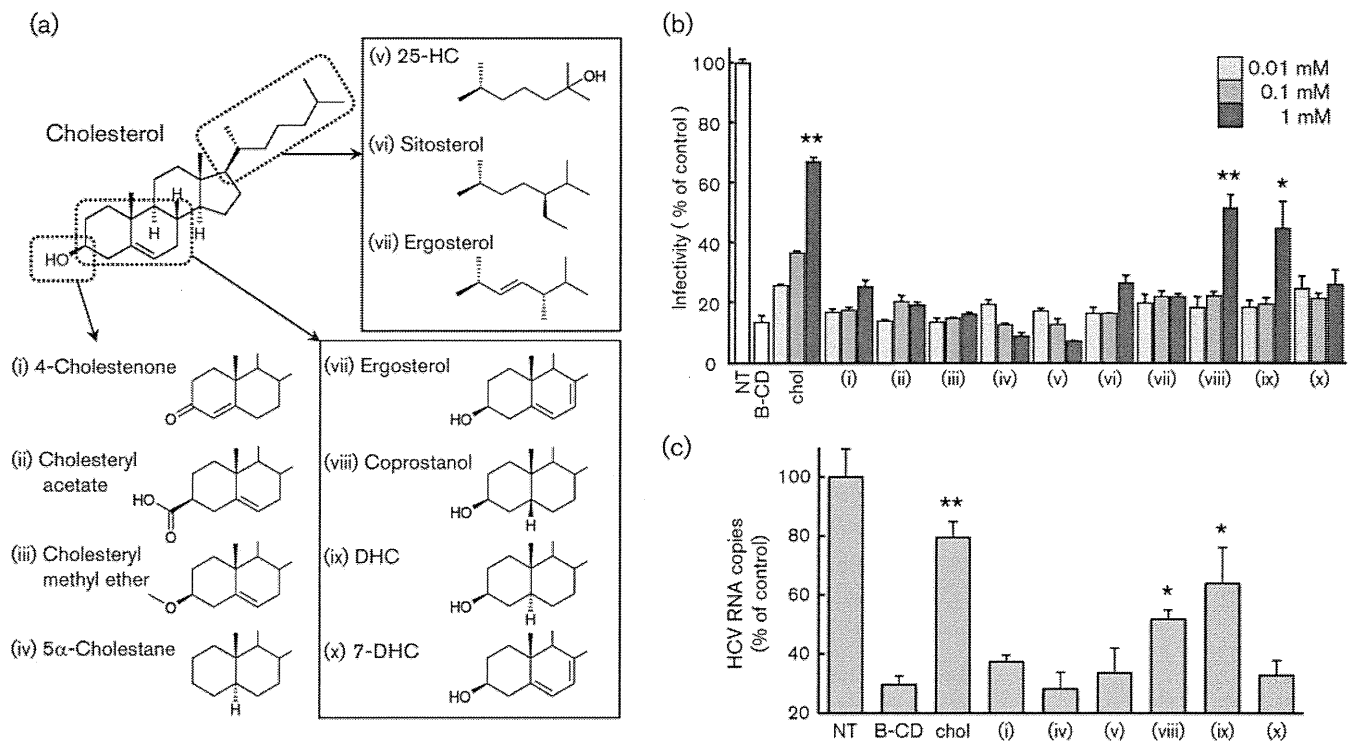 (a)
Cholesterol
HO
H
H
H
H
(v) 25-HC
OH
(vi) Sitosterol
(vii) Ergosterol
(i) 4-Cholestenone
O
(ii) Cholesteryl
acetate
HO
O
(iii) Cholesteryl
methyl ether
O
(iv) 5α-Cholestane
H
(vii) Ergosterol
HO
(viii) Coprostanol
HO
H
(ix) DHC
HO
H
(x) 7-DHC
HO
(b)
Infectivity ( % of control)
100
80
60
40
20
0
0.01 mM
0.1 mM
1 mM
**
**
*
NT
B-CD
chol
(i)
(ii)
(iii)
(iv)
(v)
(vi)
(vii)
(viii)
(ix)
(x)
(c)
HCV RNA copies
(% of control)
100
80
60
40
20
**
*
*
NT
B-CD
chol
(i)
(iv)
(v)
(viii)
(ix)
(x)